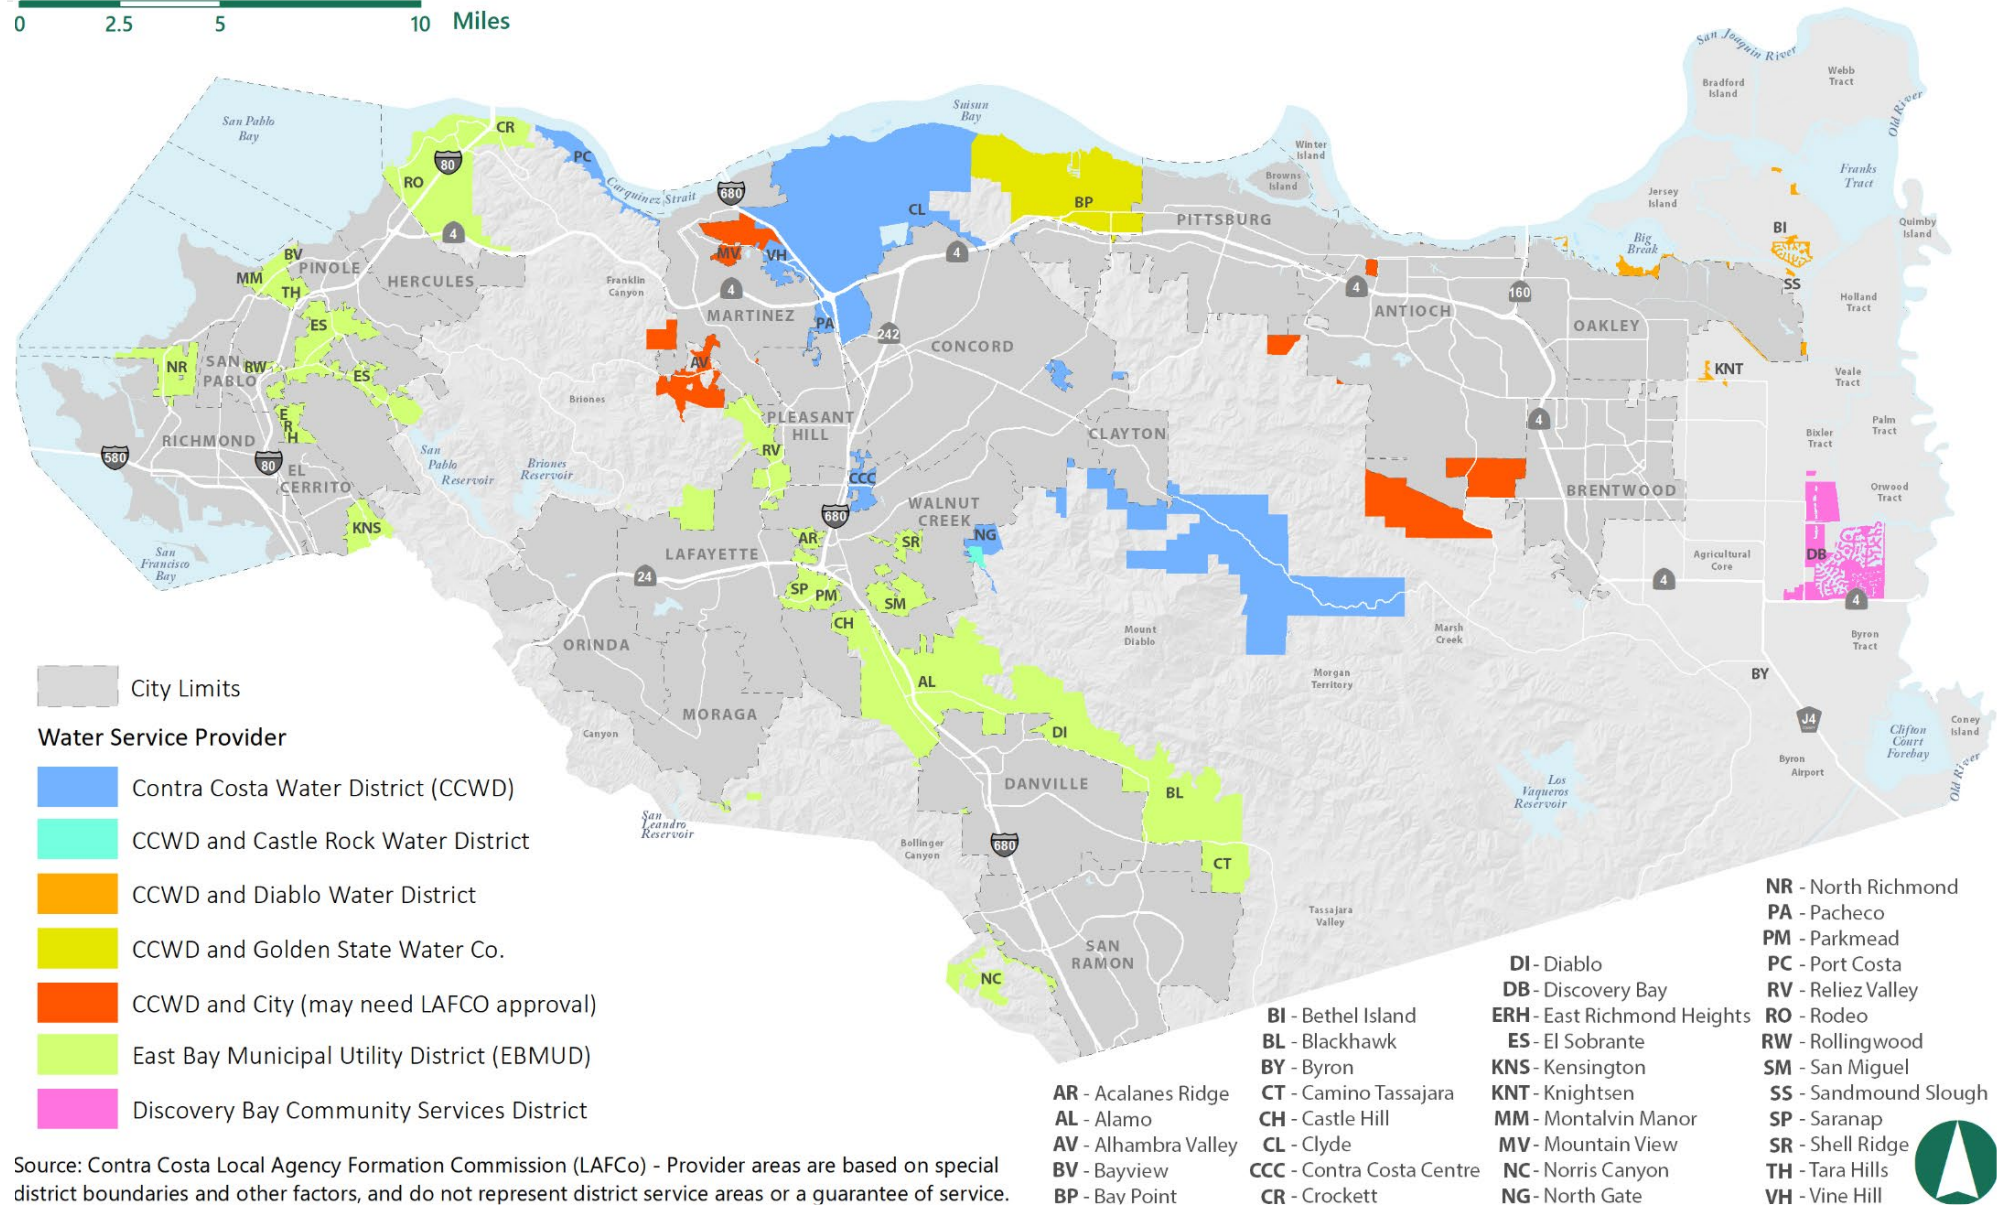 0 2.5 5 10 Miles
San Joaquin River
Webb
Tract
Bradford
Island
Old River
San Pablo
Bay
Suisun
Bay
CR
80
PC
RO
Carquinez Strait
680
Winter
Island
Browns
Island
Franks
Tract
Jersey
Island
Quimby
Island
BP
CL
PITTSBURG
4
BI
Big
Break
MV
VH
4
BV
PINOLE
MM
TH
HERCULES
Franklin
Canyon
4
4
160
SS
Holland
Tract
MARTINEZ
PA
242
ANTIOCH
OAKLEY
ES
CONCORD
NR
SAN
PABLO
RW
ES
AV
KNT
Veale
Tract
Briones
E
R
H
PLEASANT
HILL
CLAYTON
4
Palm
Tract
Bixler
Tract
RICHMOND
RV
580
80
EL
CERRITO
San
Pablo
Reservoir
Briones
Reservoir
CCC
BRENTWOOD
Orwood
Tract
680
WALNUT
CREEK
KNS
AR
SR
NG
LAFAYETTE
San
Francisco
Bay
Agricultural
Core
DB
24
SP
PM
SM
4
4
CH
Mount
Diablo
Marsh
Creek
Byron
Tract
ORINDA
AL
Morgan
Territory
BY
City Limits
MORAGA
J4
Coney
Island
Canyon
DI
Clifton
Court
Forebay
Water Service Provider
Byron
Airport
Old River
Contra Costa Water District (CCWD)
DANVILLE
BL
Los
Vaqueros
Reservoir
San
Leandro
Reservoir
CCWD and Castle Rock Water District
Bollinger
Canyon
680
CT
CCWD and Diablo Water District
Tassajara
Valley
CCWD and Golden State Water Co.
SAN
RAMON
NC
CCWD and City (may need LAFCO approval)
East Bay Municipal Utility District (EBMUD)
Discovery Bay Community Services District
AR - Acalanes Ridge
AL - Alamo
AV - Alhambra Valley
BV - Bayview
BP - Bay Point
BI - Bethel Island
BL - Blackhawk
BY - Byron
CT - Camino Tassajara
CH - Castle Hill
CL - Clyde
CCC - Contra Costa Centre
CR - Crockett
DI - Diablo
DB - Discovery Bay
ERH - East Richmond Heights
ES - El Sobrante
KNS - Kensington
KNT - Knightsen
MM - Montalvin Manor
MV - Mountain View
NC - Norris Canyon
NG - North Gate
NR - North Richmond
PA - Pacheco
PM - Parkmead
PC - Port Costa
RV - Reliez Valley
RO - Rodeo
RW - Rollingwood
SM - San Miguel
SS - Sandmound Slough
SP - Saranap
SR - Shell Ridge
TH - Tara Hills
VH - Vine Hill
Source: Contra Costa Local Agency Formation Commission (LAFCo) - Provider areas are based on special
district boundaries and other factors, and do not represent district service areas or a guarantee of service.